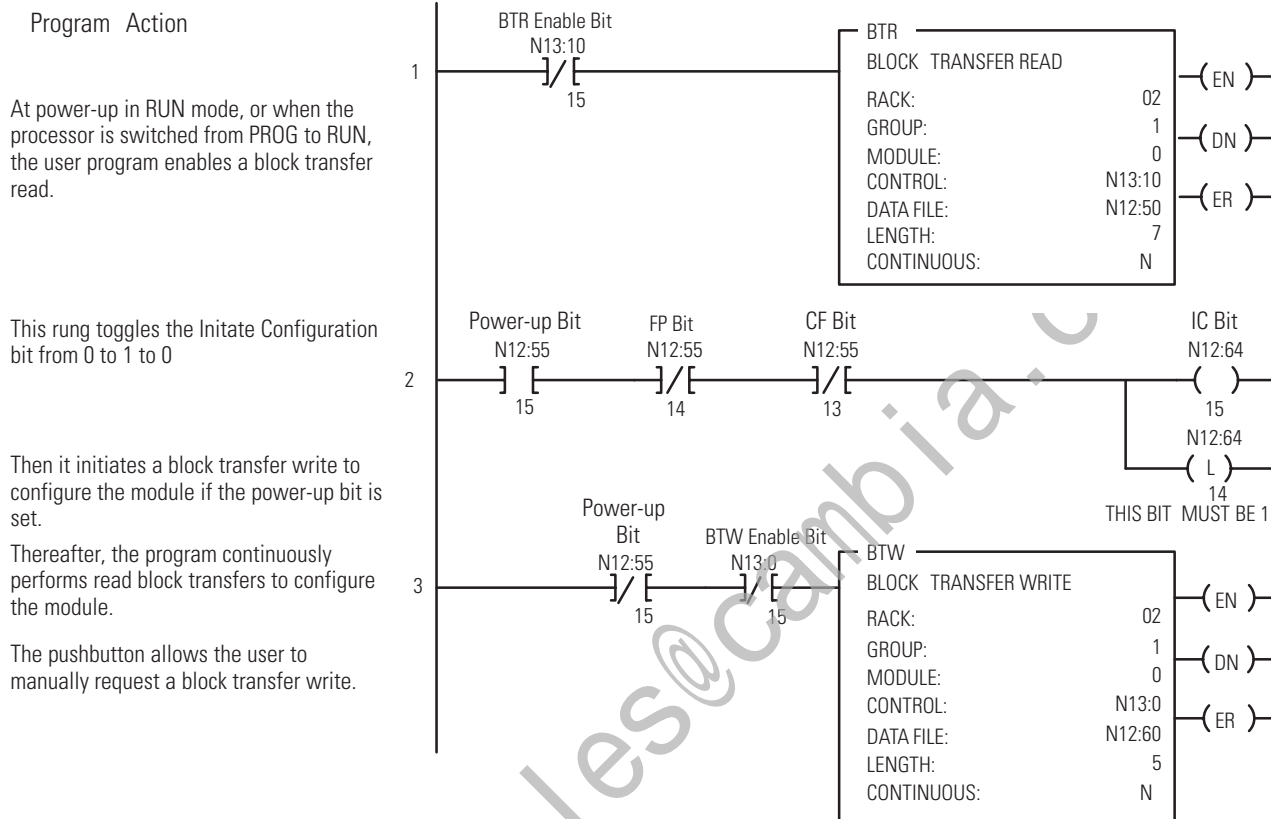 Program Action
At power-up in RUN mode, or when the
processor is switched from PROG to RUN,
the user program enables a block transfer
read.
This rung toggles the Initate Configuration
bit from 0 to 1 to 0
Then it initiates a block transfer write to
configure the module if the power-up bit is
set.
Thereafter, the program continuously
performs read block transfers to configure
the module.
The pushbutton allows the user to
manually request a block transfer write.
1
BTR Enable Bit
N13:10
15
BTR
BLOCK TRANSFER READ
RACK: 02
GROUP: 1
MODULE: 0
CONTROL: N13:10
DATA FILE: N12:50
LENGTH: 7
CONTINUOUS: N
EN
DN
ER
2
Power-up Bit
N12:55
15
FP Bit
N12:55
14
CF Bit
N12:55
13
IC Bit
N12:64
15
N12:64
L
14
THIS BIT MUST BE 1
3
Power-up
Bit
N12:55
15
BTW Enable Bit
N13:0
15
BTW
BLOCK TRANSFER WRITE
RACK: 02
GROUP: 1
MODULE: 0
CONTROL: N13:0
DATA FILE: N12:60
LENGTH: 5
CONTINUOUS: N
EN
DN
ER
les@cambia.c